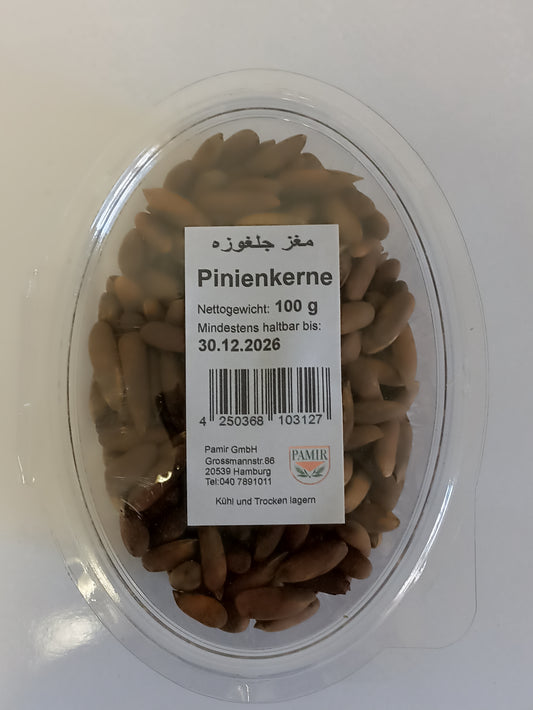 مغز جلغوزه
Pinienkerne
Nettogewicht: 100 g
Mindestens haltbar bis:
30.12.2026
4 250368 103127
Pamir GmbH
Grossmannstr.86
20539 Hamburg
Tel:040 7891011
PAMIR
Kühl und Trocken lagern